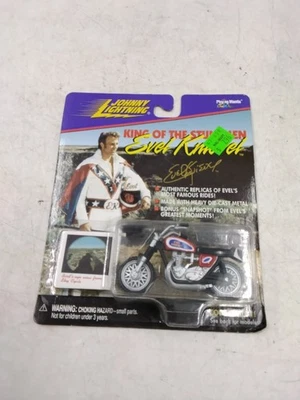 JOHNNY
LIGHTNING
Playing Mantis
KING OF THE STUNTMEN
Evel Knievel
AUTHENTIC REPLICAS OF EVEL'S
MOST FAMOUS RIDES!
MADE WITH HEAVY DIE-CAST METAL
BONUS "SNAPSHOT" FROM EVEL'S
GREATEST MOMENTS!
WARNING: CHOKING HAZARD-small parts.
Not for children under 3 years.